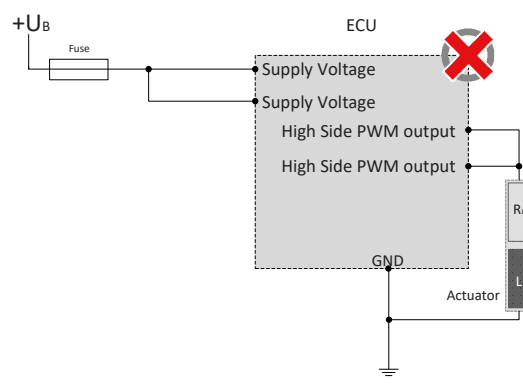 +UB
ECU
Fuse
Supply Voltage
Supply Voltage
High Side PWM output
High Side PWM output
R
GND
L
Actuator